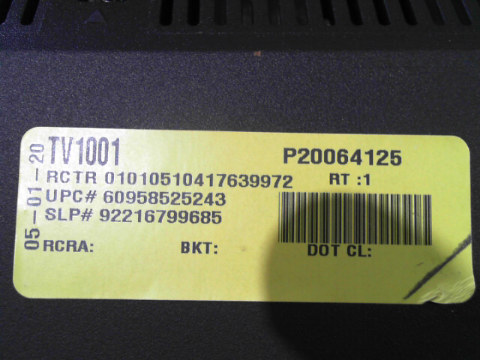 05-01-20
TV1001
P20064125
RCTR 01010510417639972 RT :1
UPC# 60958525243
SLP# 92216799685
RCRA: BKT: DOT CL: